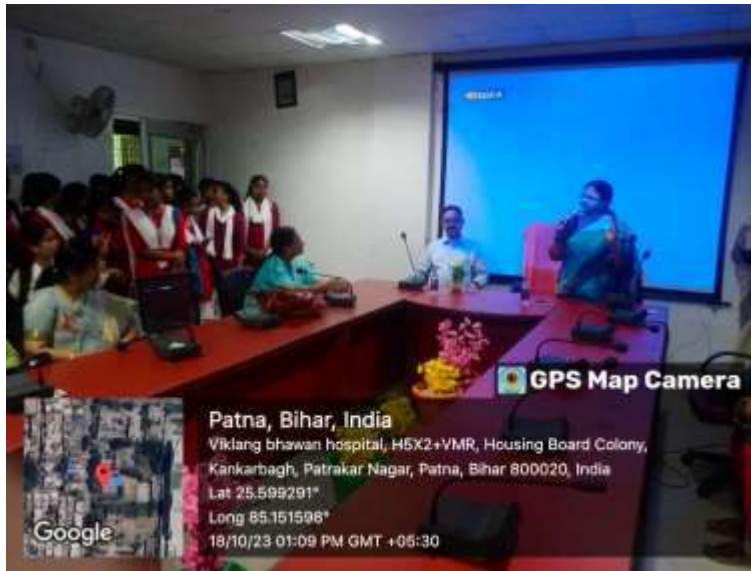 GPS Map Camera
Patna, Bihar, India
Viklang bhawan hospital, H5X2+VMR, Housing Board Colony,
Kankarbagh, Patrakar Nagar, Patna, Bihar 800020, India
Lat 25.599291°
Long 85.151598°
18/10/23 01:09 PM GMT +05:30
Google